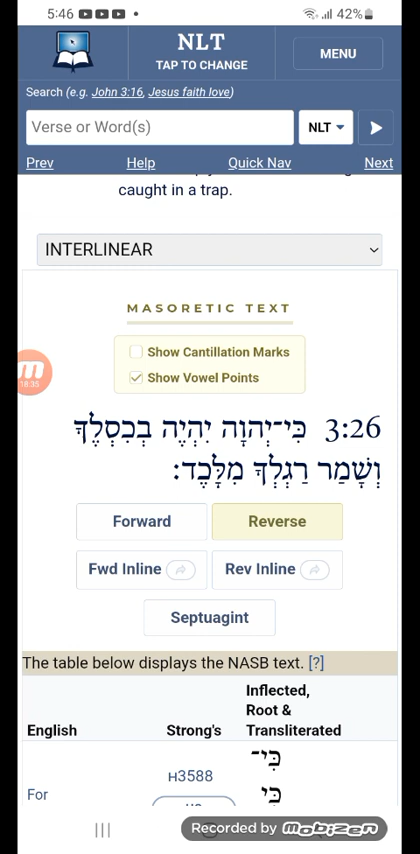 5:46
42%
NLT
TAP TO CHANGE
MENU
Search (e.g. John 3:16, Jesus faith love)
Verse or Word(s)
NLT
Prev Help Quick Nav Next
caught in a trap.
INTERLINEAR
MASORETIC TEXT
Show Cantillation Marks
Show Vowel Points
18:35
3:26 כִּי־יְהוָה יִהְיֶה בְכִסְלֶךָ
וְשָׁמַר רַגְלְךָ מִלָּכֶד׃
Forward Reverse
Fwd Inline Rev Inline
Septuagint
The table below displays the NASB text. [?]
English Strong's Inflected,
Root &
Transliterated
For H3588 כִּי־
כִּי
Recorded by mobizen